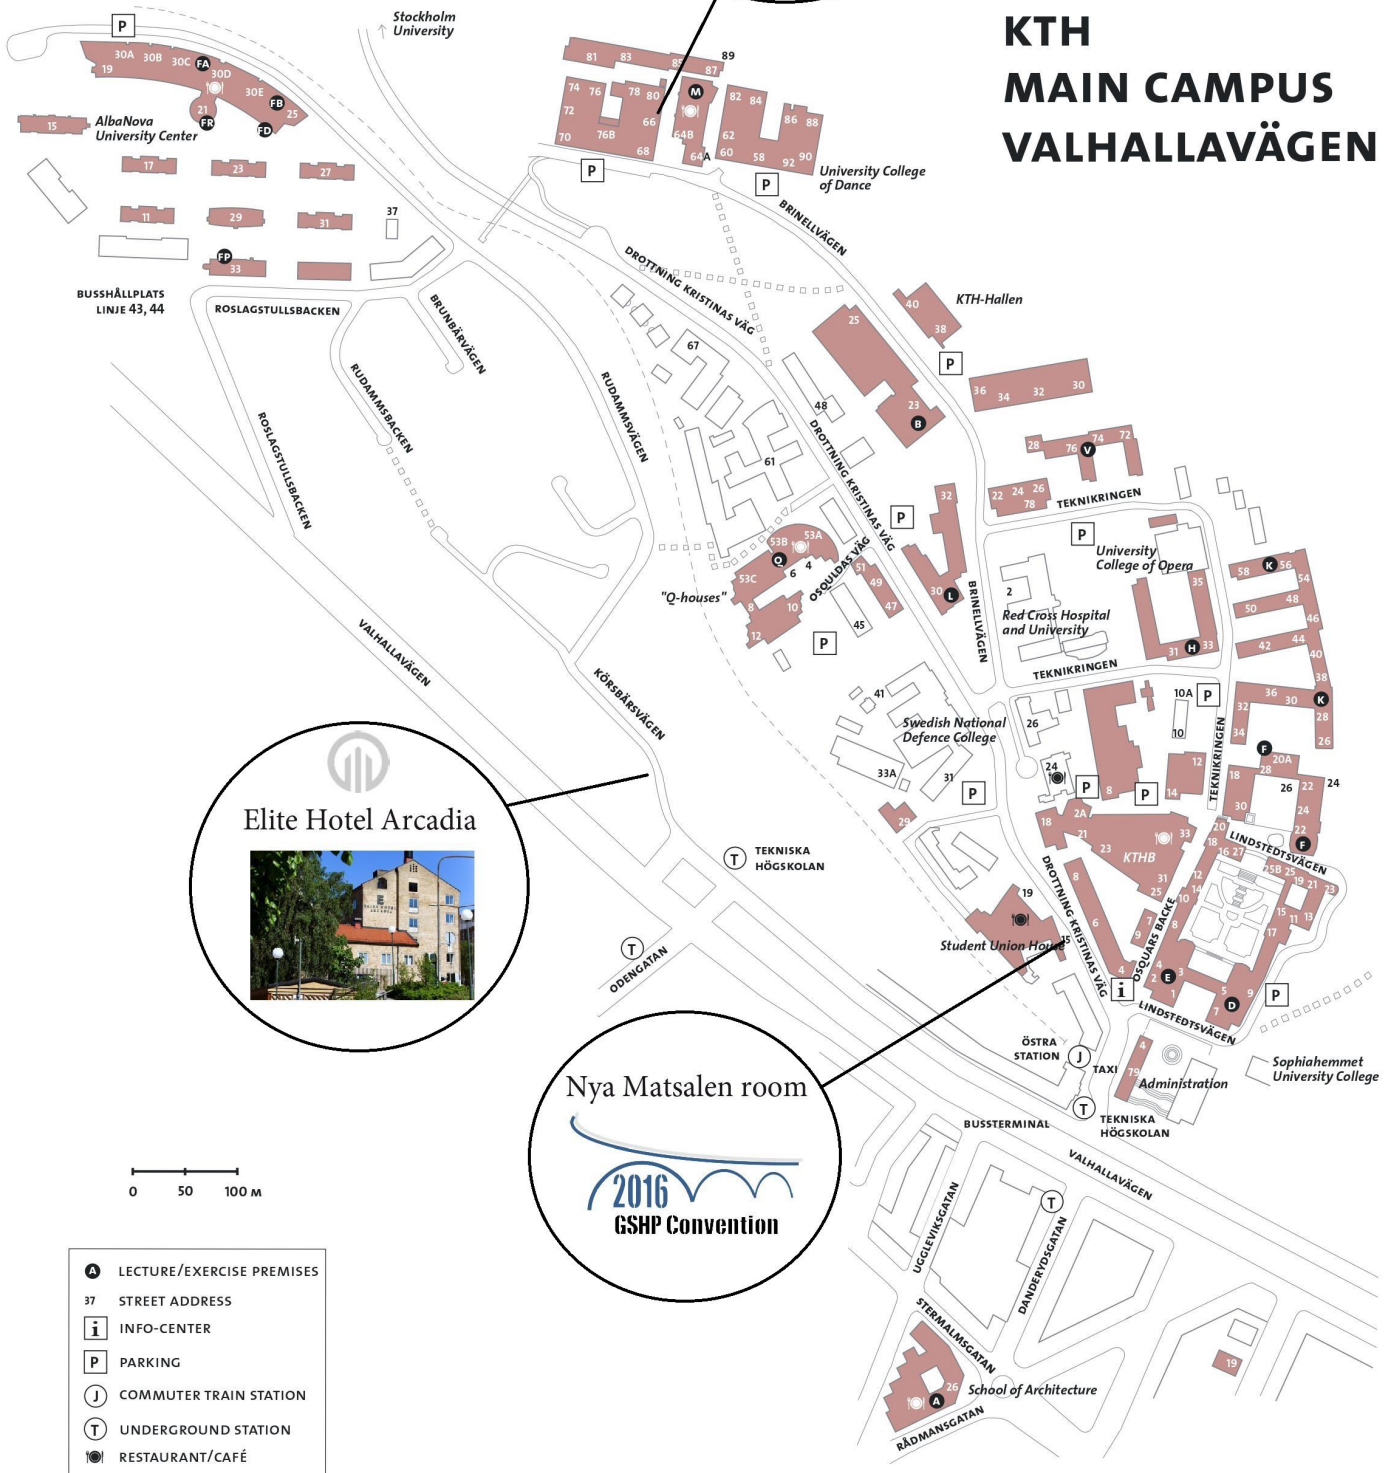 KTH
MAIN CAMPUS
VALHALLAVÄGEN
Stockholm
University
P
30A
30B
30C
FA
30D
19
30E
FB
25
21
FR
FD
AlbaNova
University Center
15
17
23
27
11
29
31
37
FP
33
BUSSHÅLLPLATS
LINJE 43, 44
ROSLAGSTULLSBACKEN
BRUNBÄRVÄGEN
RUDAMMSBACKEN
ROSLAGSTULLSBACKEN
RUDAMMSVÄGEN
81
83
85
87
89
74
76
78
80
M
72
66
70
76B
68
64B
64A
82
84
86
88
62
60
58
92
90
P
P
University College
of Dance
BRINELLVÄGEN
DROTTNING KRISTINAS VÄG
40
38
KTH-Hallen
25
P
67
23
B
36
34
32
30
48
28
76
74
72
V
61
DROTTNING KRISTINAS VÄG
22
24
26
78
TEKNIKRINGEN
32
P
P
University
College of Opera
53B
53A
Q
53C
6
4
OSQULDAS VÄG
51
49
47
8
10
12
45
P
"Q-houses"
30
L
BRINELLVÄGEN
2
Red Cross Hospital
and University
35
31
H
33
58
K
56
54
50
48
46
44
42
40
38
TEKNIKRINGEN
36
30
K
32
34
28
26
10A
P
10
VALHALLAVÄGEN
KÖRSBÄRSVÄGEN
41
Swedish National
Defence College
33A
31
P
26
24
P
8
P
12
14
TEKNIKRINGEN
F
20A
28
18
26
22
24
24
30
22
F
29
18
2A
21
23
KTHB
33
31
25
20
18
16
27
LINDSTEDTSVÄGEN
25B
25
19
21
23
15
11
13
17
12
14
10
8
OSQUARS BACKE
7
9
8
6
4
DROTTNING KRISTINAS VÄG
19
15
Student Union House
4
2
E
3
1
5
9
7
D
P
i
LINDSTEDTSVÄGEN
Elite Hotel Arcadia
T
TEKNISKA
HÖGSKOLAN
T
ODENGATAN
ÖSTRA
STATION
J
TAXI
4
79
Administration
Sophiahemmet
University College
T
TEKNISKA
HÖGSKOLAN
BUSSTERMINAL
VALHALLAVÄGEN
Nya Matsalen room
2016
GSHP Convention
UGGLEVIKSGATAN
T
DANDERYDSGATAN
STERMALMSGATAN
26
A
School of Architecture
RÅDMANSGATAN
19
0
50
100 M
A LECTURE/EXERCISE PREMISES
37 STREET ADDRESS
i INFO-CENTER
P PARKING
J COMMUTER TRAIN STATION
T UNDERGROUND STATION
RESTAURANT/CAFÉ